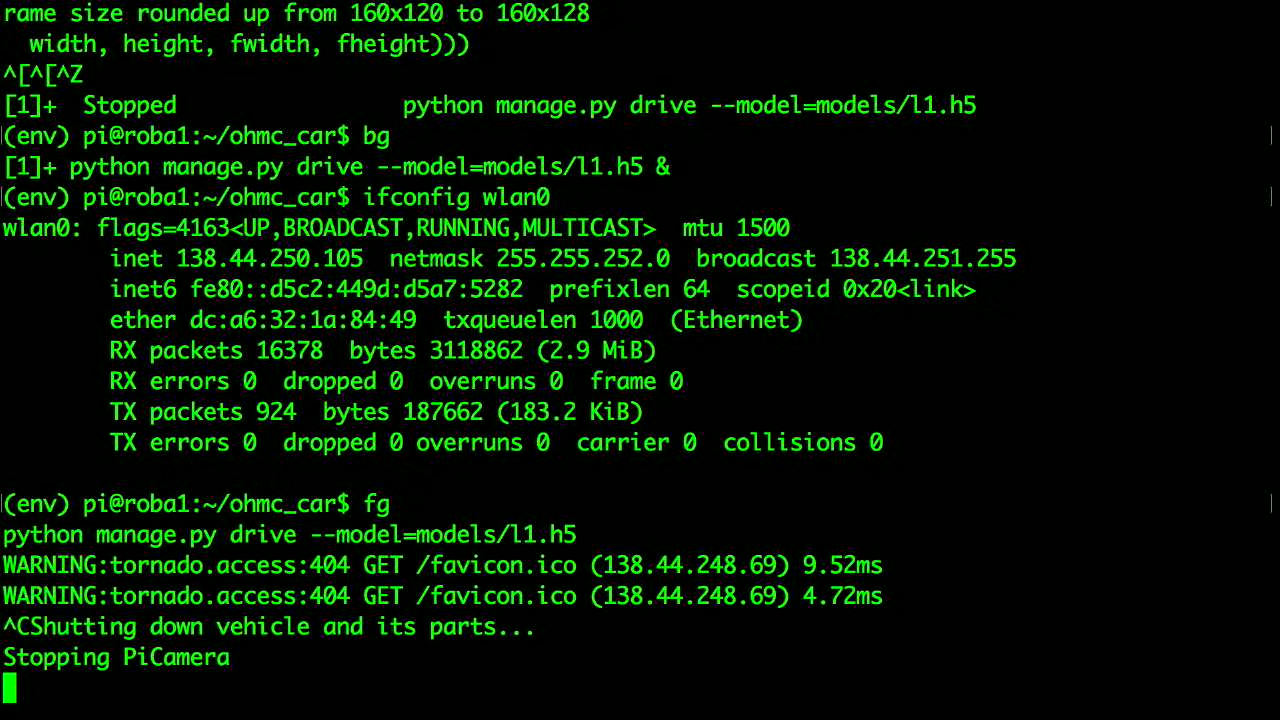 rame size rounded up from 160x120 to 160x128
  width, height, fwidth, fheight)))
^[^[^Z
[1]+  Stopped                 python manage.py drive --model=models/l1.h5
(env) pi@roba1:~/ohmc_car$ bg
[1]+ python manage.py drive --model=models/l1.h5 &
(env) pi@roba1:~/ohmc_car$ ifconfig wlan0
wlan0: flags=4163<UP,BROADCAST,RUNNING,MULTICAST>  mtu 1500
        inet 138.44.250.105  netmask 255.255.252.0  broadcast 138.44.251.255
        inet6 fe80::d5c2:449d:d5a7:5282  prefixlen 64  scopeid 0x20<link>
        ether dc:a6:32:1a:84:49  txqueuelen 1000  (Ethernet)
        RX packets 16378  bytes 3118862 (2.9 MiB)
        RX errors 0  dropped 0  overruns 0  frame 0
        TX packets 924  bytes 187662 (183.2 KiB)
        TX errors 0  dropped 0 overruns 0  carrier 0  collisions 0

(env) pi@roba1:~/ohmc_car$ fg
python manage.py drive --model=models/l1.h5
WARNING:tornado.access:404 GET /favicon.ico (138.44.248.69) 9.52ms
WARNING:tornado.access:404 GET /favicon.ico (138.44.248.69) 4.72ms
^CShutting down vehicle and its parts...
Stopping PiCamera